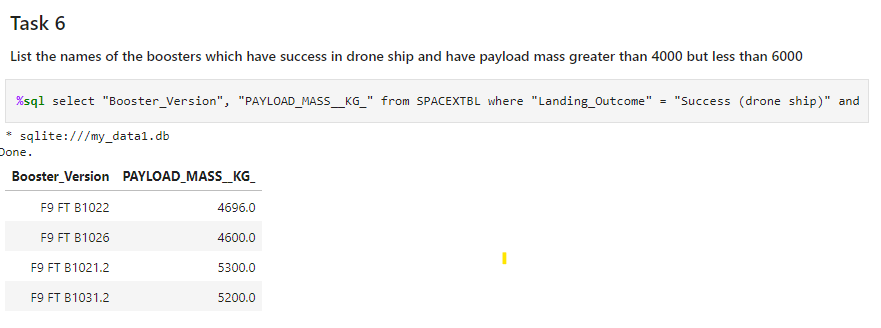 Task 6
List the names of the boosters which have success in drone ship and have payload mass greater than 4000 but less than 6000
%sql select "Booster_Version", "PAYLOAD_MASS__KG_" from SPACEXTBL where "Landing_Outcome" = "Success (drone ship)" and
* sqlite:///my_data1.db
Done.
Booster_Version PAYLOAD_MASS__KG_
F9 FT B1022 4696.0
F9 FT B1026 4600.0
F9 FT B1021.2 5300.0
F9 FT B1031.2 5200.0